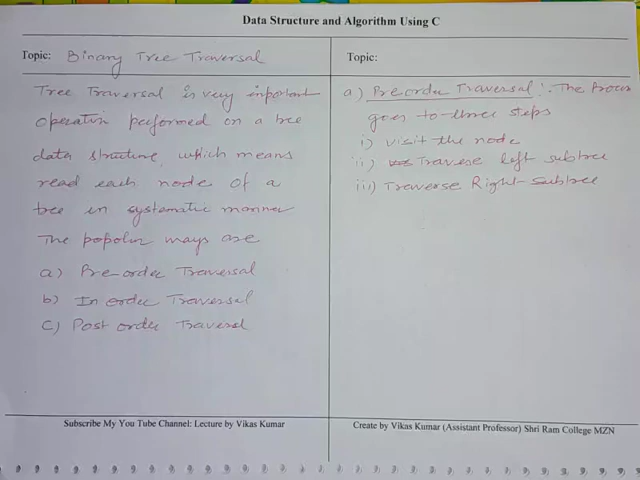 Data Structure and Algorithm Using C
Topic: Binary Tree Traversal
Tree Traversal is very important
operation performed on a tree
data structure, which means
read each node of a
tree in systematic manner
The popolur ways are
a) Pre-order Traversal
b) In order Traversal
c) Post order Traversal
Subscribe My You Tube Channel: Lecture by Vikas Kumar
Topic:
a) Preorder Traversal :. The Process
goes to three steps
i) visit the node
ii) Travese left subtree
iii) Traverse Right-subtree
Create by Vikas Kumar (Assistant Professor) Shri Ram College MZN